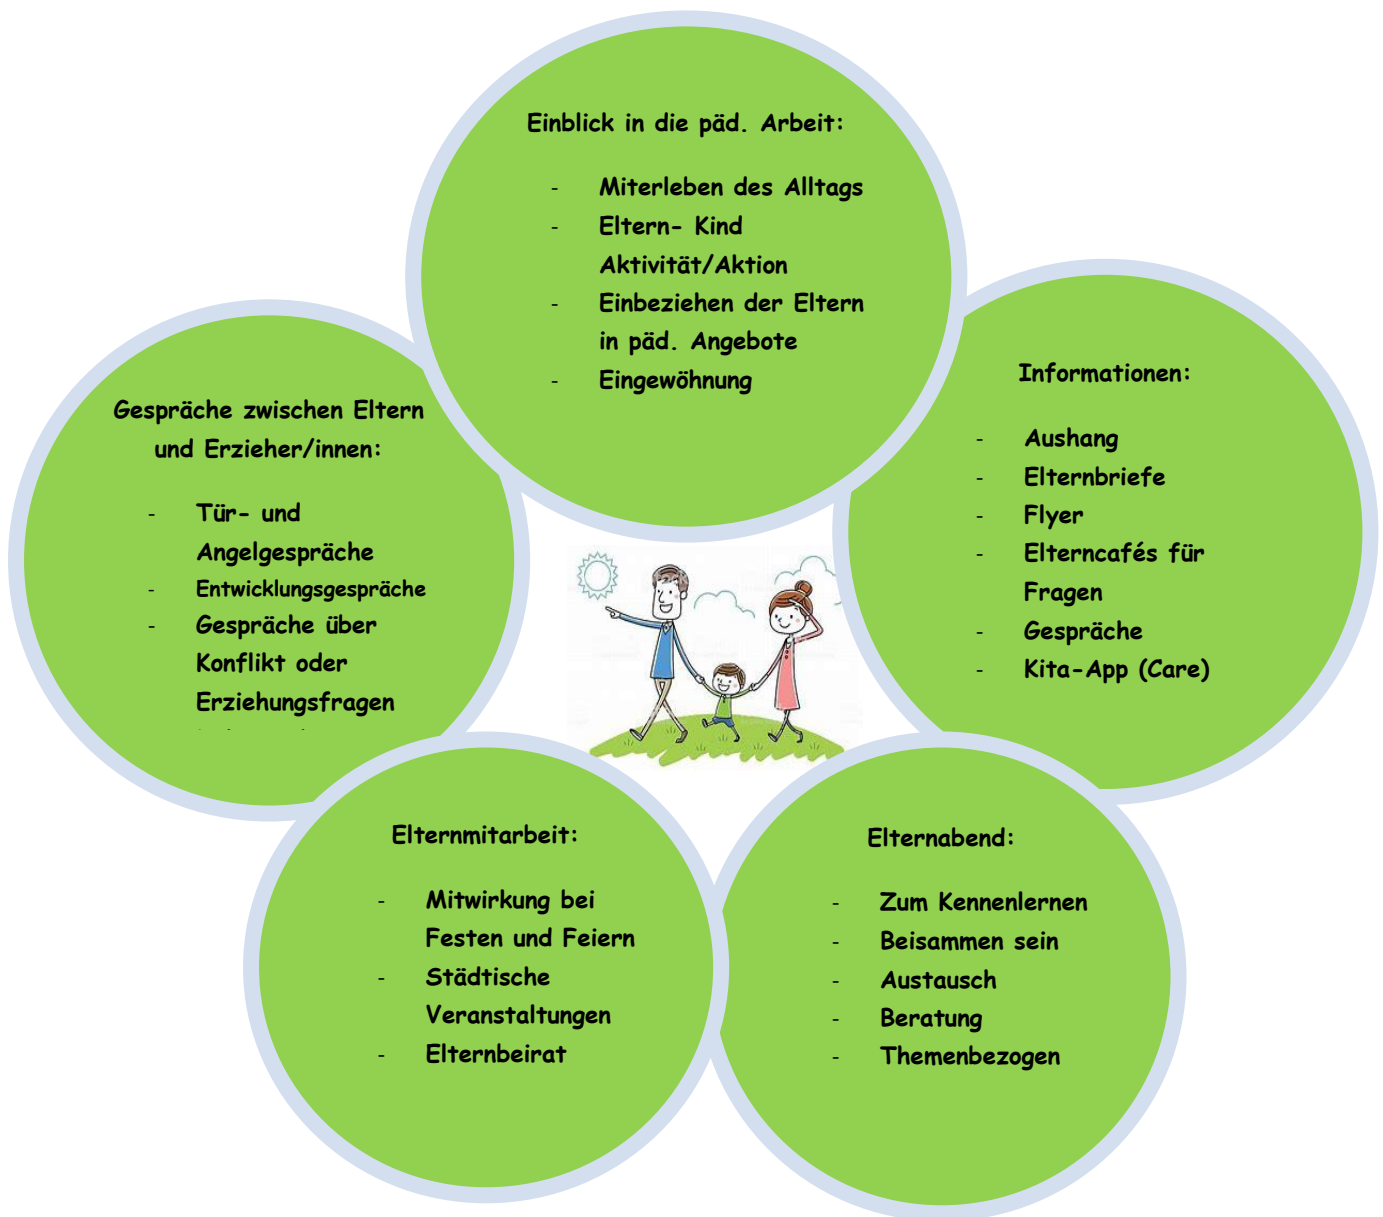 Einblick in die päd. Arbeit:
- Miterleben des Alltags
- Eltern- Kind
Aktivität/Aktion
- Einbeziehen der Eltern
in päd. Angebote
- Eingewöhnung
Gespräche zwischen Eltern
und Erzieher/innen:
- Tür- und
Angelgespräche
- Entwicklungsgespräche
- Gespräche über
Konflikt oder
Erziehungsfragen
Informationen:
- Aushang
- Elternbriefe
- Flyer
- Elterncafés für
Fragen
- Gespräche
- Kita-App (Care)
Elternmitarbeit:
- Mitwirkung bei
Festen und Feiern
- Städtische
Veranstaltungen
- Elternbeirat
Elternabend:
- Zum Kennenlernen
- Beisammen sein
- Austausch
- Beratung
- Themenbezogen